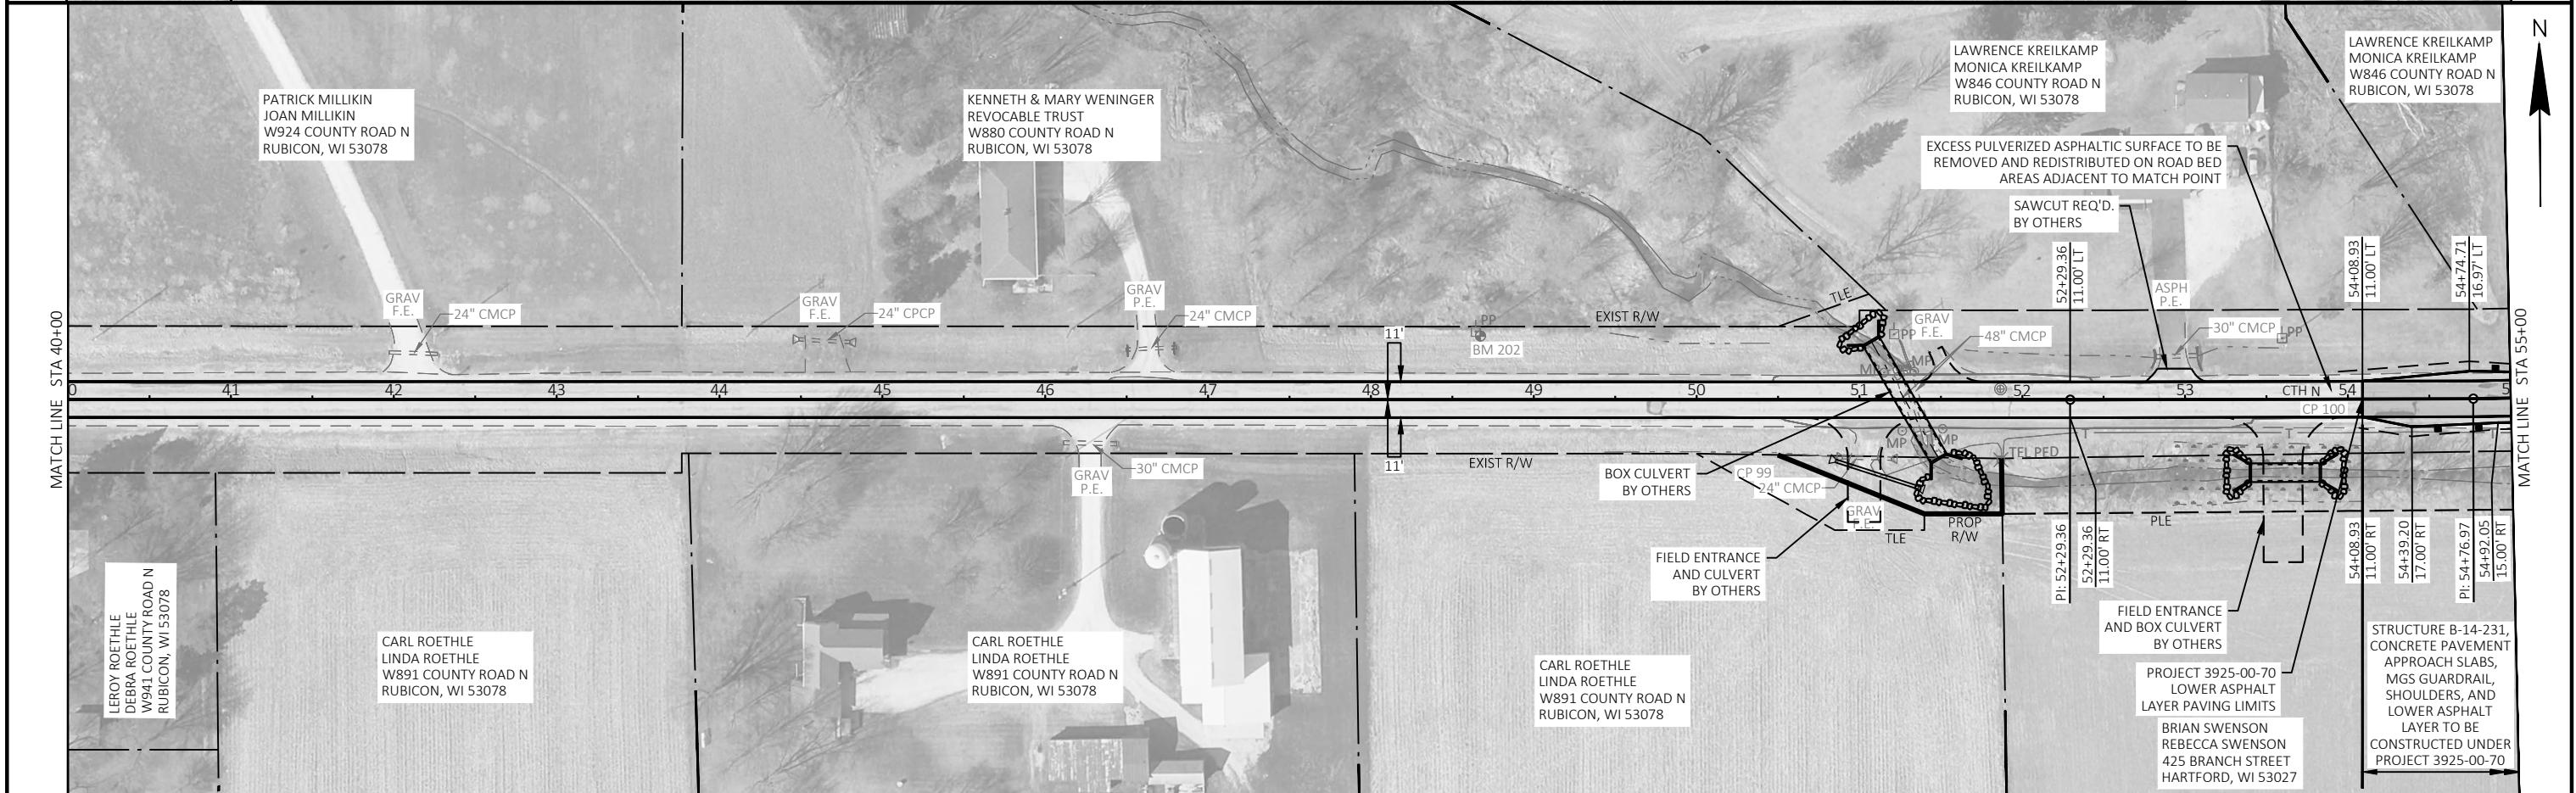 N
PATRICK MILLIKIN
JOAN MILLIKIN
W924 COUNTY ROAD N
RUBICON, WI 53078
KENNETH & MARY WENINGER
REVOCABLE TRUST
W880 COUNTY ROAD N
RUBICON, WI 53078
LAWRENCE KREILKAMP
MONICA KREILKAMP
W846 COUNTY ROAD N
RUBICON, WI 53078
LAWRENCE KREILKAMP
MONICA KREILKAMP
W846 COUNTY ROAD N
RUBICON, WI 53078
EXCESS PULVERIZED ASPHALTIC SURFACE TO BE
REMOVED AND REDISTRIBUTED ON ROAD BED
AREAS ADJACENT TO MATCH POINT
SAWCUT REQ'D.
BY OTHERS
52+29.36
11.00' LT
54+08.93
11.00' LT
54+74.71
16.97' LT
MATCH LINE STA 40+00
GRAV
F.E.
24" CMCP
GRAV
F.E.
24" CPCP
GRAV
P.E.
24" CMCP
PP
BM 202
EXIST R/W
TLE
PP
GRAV
F.E.
48" CMCP
ASPH
P.E.
30" CMCP
PP
MP
MP
11'
0 41 42 43 44 45 46 47 48 49 50 51 52 53 54 5
CTH N
CP 100
11'
MATCH LINE STA 55+00
30" CMCP
GRAV
P.E.
EXIST R/W
MP
MP
TEL PED
T
T
BOX CULVERT
BY OTHERS
CP 99
24" CMCP
GRAV
F.E.
TLE
PROP
R/W
PLE
PI: 52+29.36
52+29.36
11.00' RT
54+08.93
11.00' RT
54+39.20
17.00' RT
PI: 54+76.97
54+92.05
15.00' RT
FIELD ENTRANCE
AND CULVERT
BY OTHERS
FIELD ENTRANCE
AND BOX CULVERT
BY OTHERS
LEROY ROETHLE
DEBRA ROETHLE
W941 COUNTY ROAD N
RUBICON, WI 53078
CARL ROETHLE
LINDA ROETHLE
W891 COUNTY ROAD N
RUBICON, WI 53078
CARL ROETHLE
LINDA ROETHLE
W891 COUNTY ROAD N
RUBICON, WI 53078
CARL ROETHLE
LINDA ROETHLE
W891 COUNTY ROAD N
RUBICON, WI 53078
PROJECT 3925-00-70
LOWER ASPHALT
LAYER PAVING LIMITS
BRIAN SWENSON
REBECCA SWENSON
425 BRANCH STREET
HARTFORD, WI 53027
STRUCTURE B-14-231,
CONCRETE PAVEMENT
APPROACH SLABS,
MGS GUARDRAIL,
SHOULDERS, AND
LOWER ASPHALT
LAYER TO BE
CONSTRUCTED UNDER
PROJECT 3925-00-70